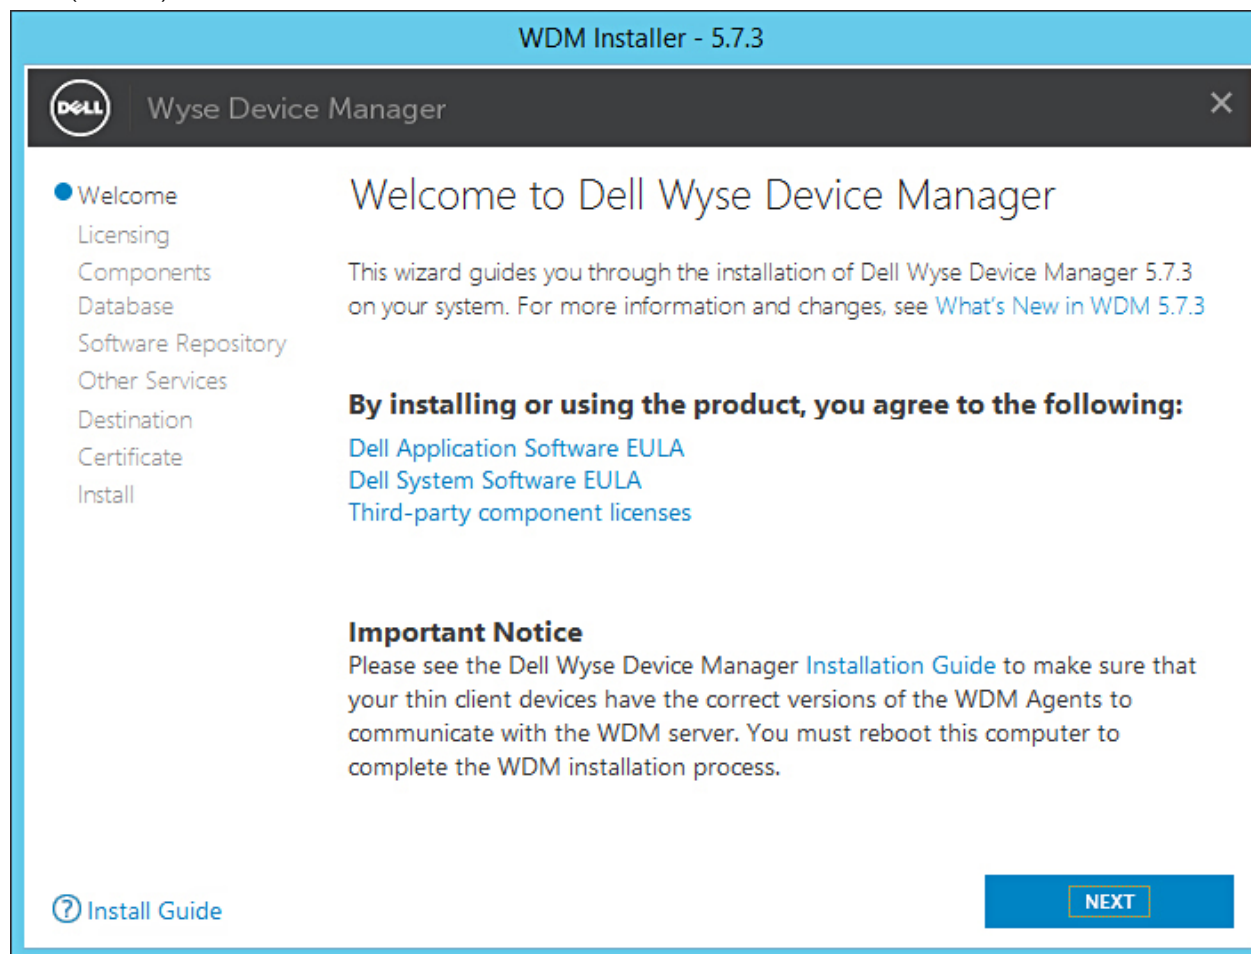 WDM Installer - 5.7.3
DELL
Wyse Device Manager
Welcome
Licensing
Components
Database
Software Repository
Other Services
Destination
Certificate
Install
Welcome to Dell Wyse Device Manager
This wizard guides you through the installation of Dell Wyse Device Manager 5.7.3
on your system. For more information and changes, see What's New in WDM 5.7.3
By installing or using the product, you agree to the following:
Dell Application Software EULA
Dell System Software EULA
Third-party component licenses
Important Notice
Please see the Dell Wyse Device Manager Installation Guide to make sure that
your thin client devices have the correct versions of the WDM Agents to
communicate with the WDM server. You must reboot this computer to
complete the WDM installation process.
? Install Guide
NEXT